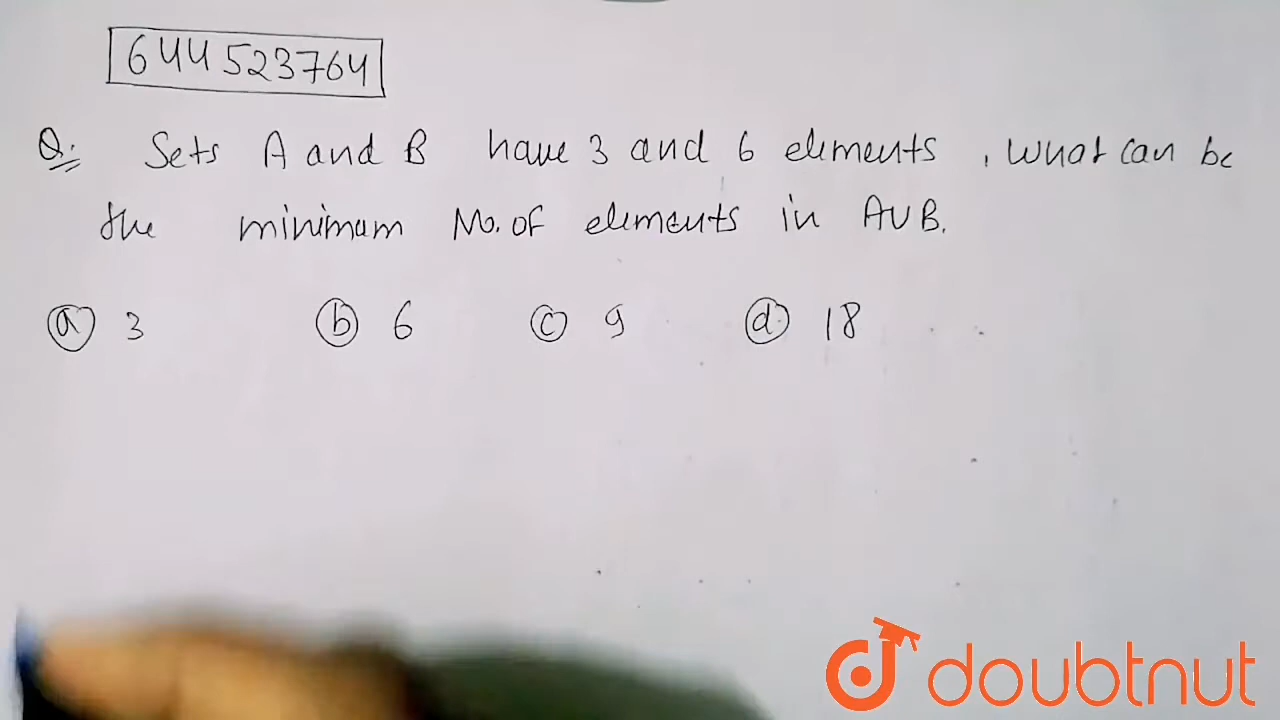 644523764
Q. Sets A and B have 3 and 6 elements, What can be
the minimum No. of elements in A∪B.
(a) 3 (b) 6 (c) 9 (d) 18
doubtnut